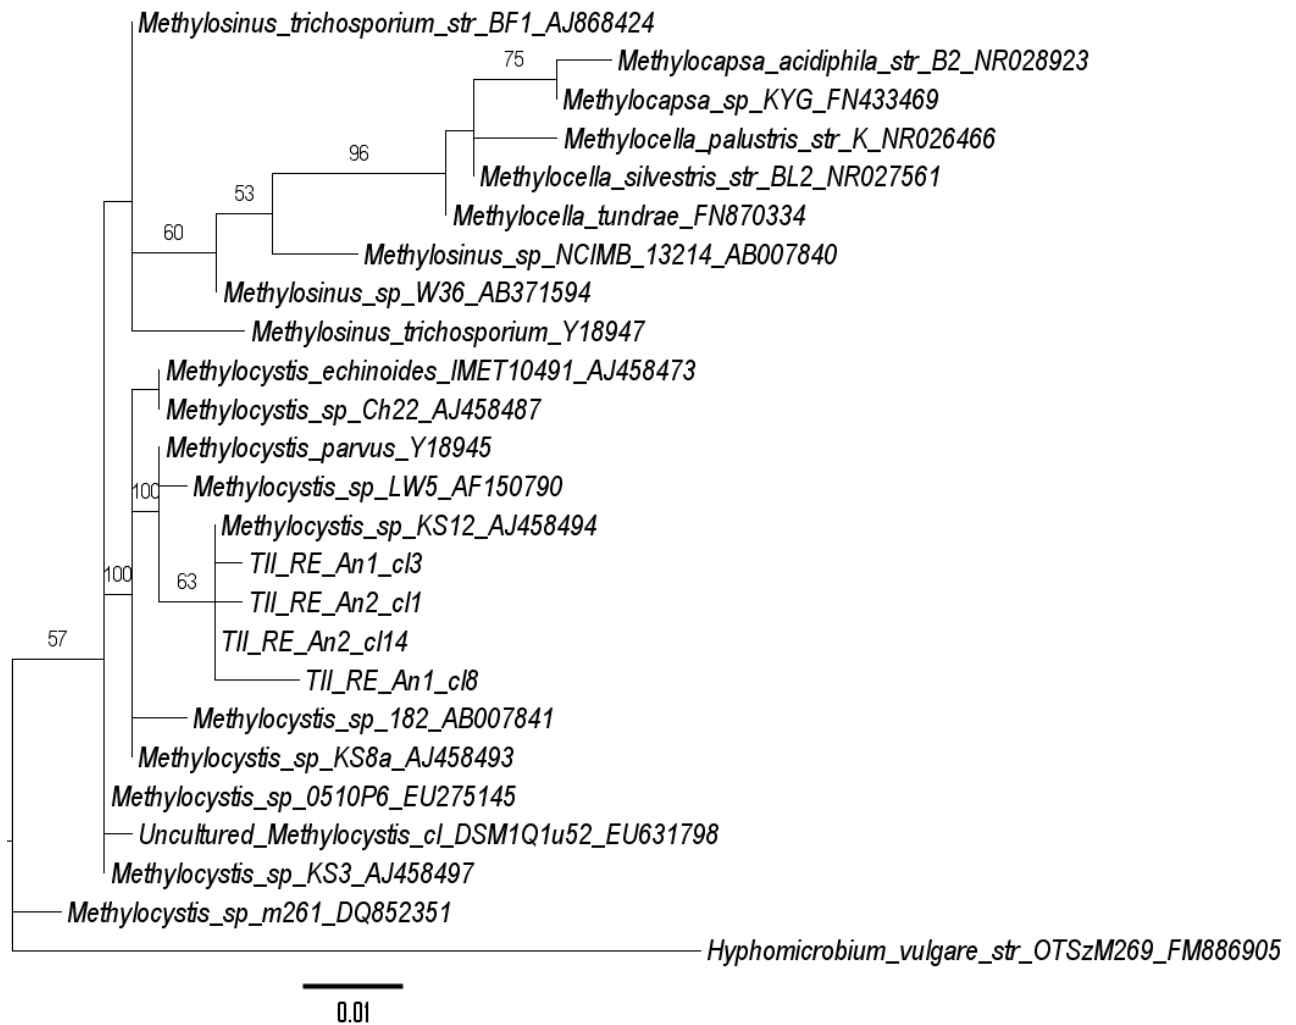 Methylosinus_trichosporium_str_BF1_AJ868424
75
Methylocapsa_acidiphila_str_B2_NR028923
Methylocapsa_sp_KYG_FN433469
Methylocella_palustris_str_K_NR026466
96
Methylocella_silvestris_str_BL2_NR027561
53
Methylocella_tundrae_FN870334
60
Methylosinus_sp_NCIMB_13214_AB007840
Methylosinus_sp_W36_AB371594
Methylosinus_trichosporium_Y18947
Methylocystis_echinoides_IMET10491_AJ458473
Methylocystis_sp_Ch22_AJ458487
Methylocystis_parvus_Y18945
100
Methylocystis_sp_LW5_AF150790
Methylocystis_sp_KS12_AJ458494
TII_RE_An1_cl3
100
63
TII_RE_An2_cl1
TII_RE_An2_cl14
57
TII_RE_An1_cl8
Methylocystis_sp_182_AB007841
Methylocystis_sp_KS8a_AJ458493
Methylocystis_sp_0510P6_EU275145
Uncultured_Methylocystis_cl_DSM1Q1u52_EU631798
Methylocystis_sp_KS3_AJ458497
Methylocystis_sp_m261_DQ852351
Hyphomicrobium_vulgare_str_OTSzM269_FM886905
0.01